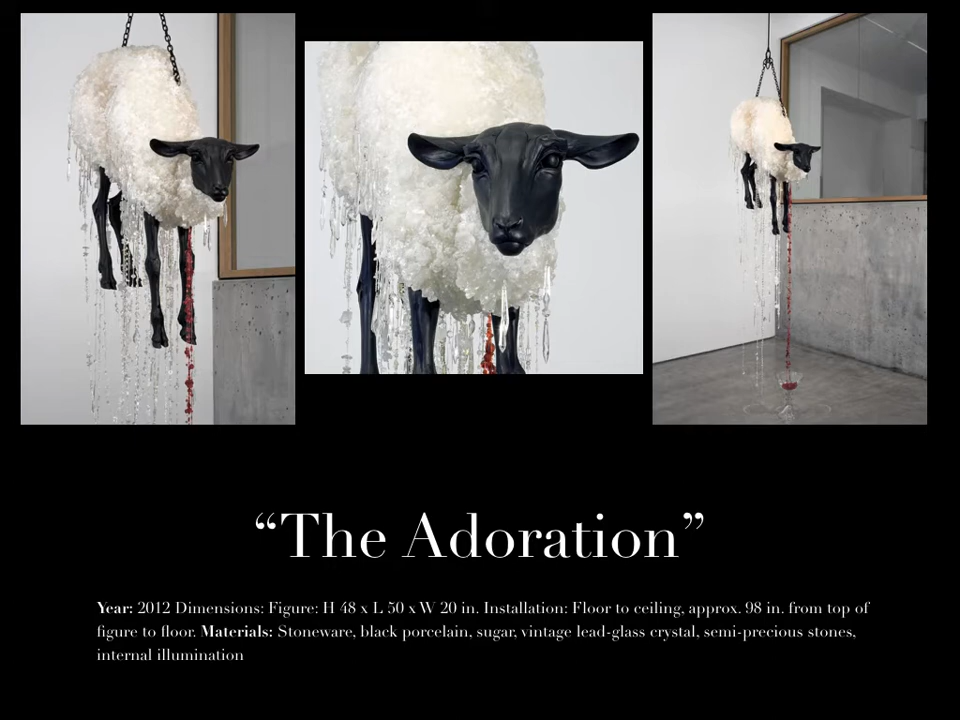 “The Adoration”
Year: 2012 Dimensions: Figure: H 48 x L 50 x W 20 in. Installation: Floor to ceiling, approx. 98 in. from top of
figure to floor. Materials: Stoneware, black porcelain, sugar, vintage lead-glass crystal, semi-precious stones,
internal illumination